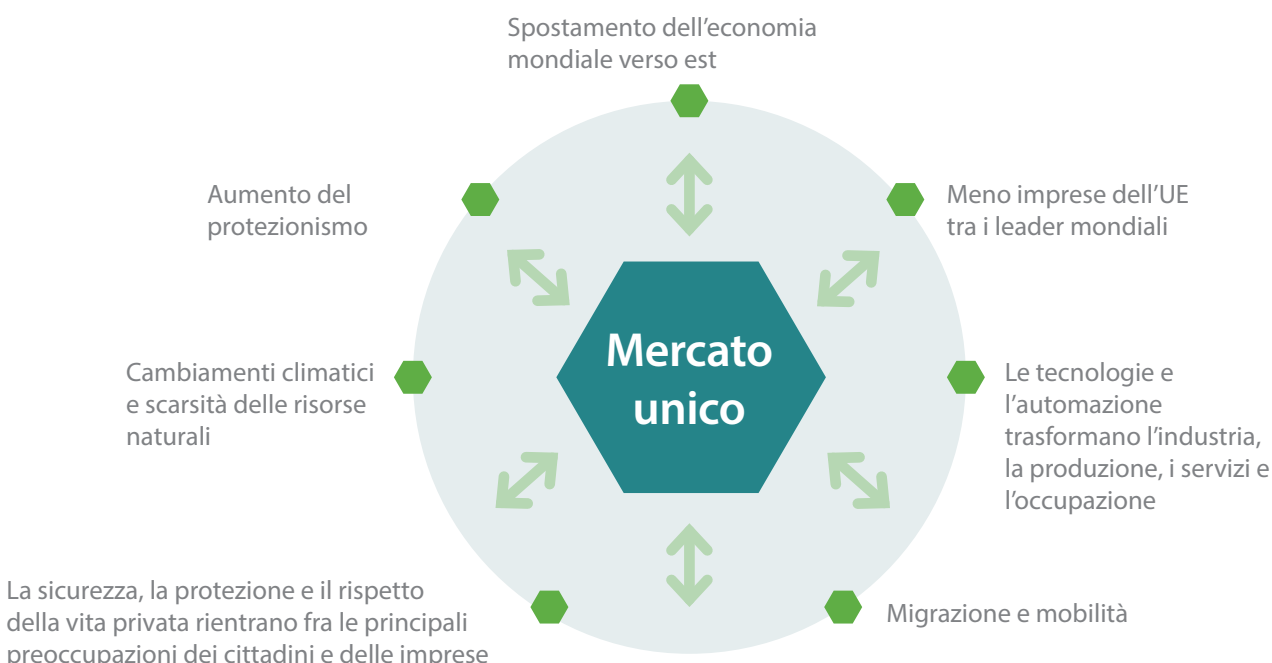 Spostamento dell’economia
mondiale verso est
Aumento del
protezionismo
Meno imprese dell’UE
tra i leader mondiali
Mercato
unico
Cambiamenti climatici
e scarsità delle risorse
naturali
Le tecnologie e
l’automazione
trasformano l’industria,
la produzione, i servizi e
l’occupazione
La sicurezza, la protezione e il rispetto
della vita privata rientrano fra le principali
preoccupazioni dei cittadini e delle imprese
Migrazione e mobilità